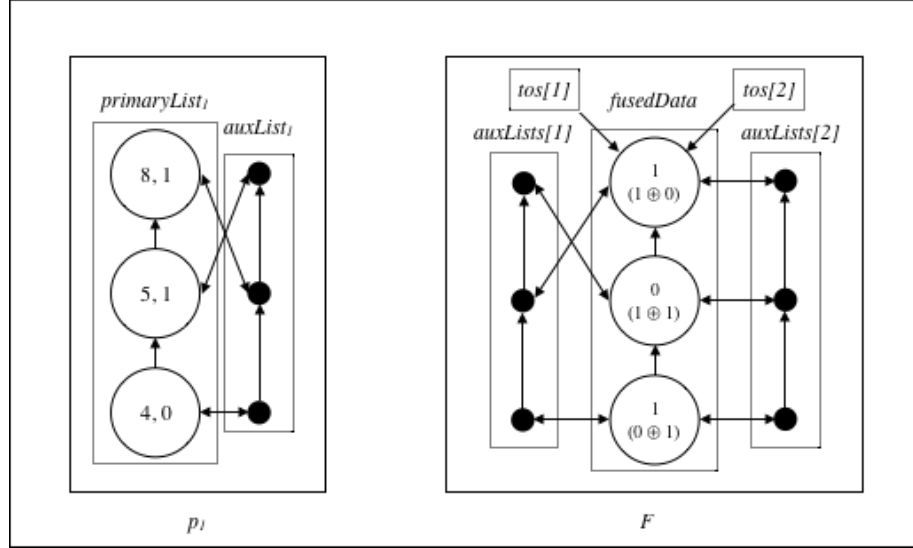 primaryList₁
auxList₁
8, 1
5, 1
4, 0
p₁
tos[1]
fusedData
tos[2]
auxLists[1]
auxLists[2]
1
(1 ⊕ 0)
0
(1 ⊕ 1)
1
(0 ⊕ 1)
F